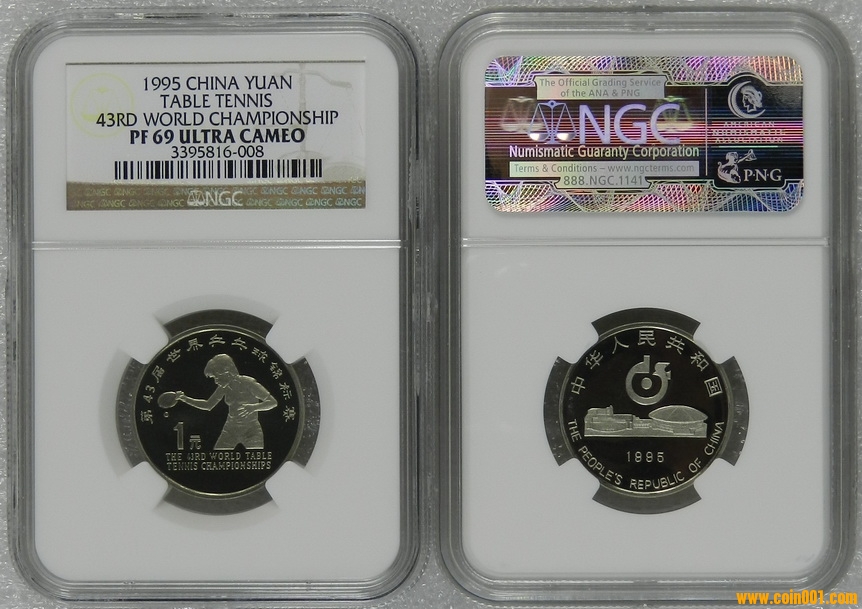 1995 CHINA YUAN
TABLE TENNIS
43RD WORLD CHAMPIONSHIP
PF 69 ULTRA CAMEO
3395816-008
NGC
第43届世界乒乓球锦标赛
1元
THE 43RD WORLD TABLE
TENNIS CHAMPIONSHIPS
The Official Grading Service
of the ANA & PNG
NGC
Numismatic Guaranty Corporation
Terms & Conditions – www.ngcterms.com
888.NGC.1141
AMERICAN
NUMISMATIC
ASSOCIATION
PNG
中华人民共和国
1995
THE PEOPLE'S REPUBLIC OF CHINA
www.coin001.com